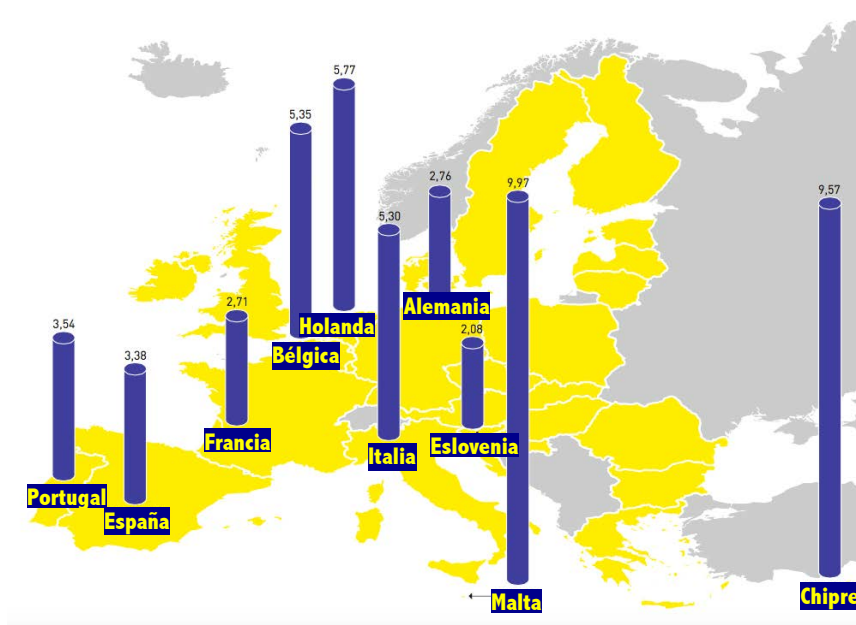 5,77
5,35
2,76
9,97
9,57
5,30
2,71
Alemania
Holanda
3,54
2,08
Bélgica
3,38
Francia
Eslovenia
Italia
Portugal
España
Malta
Chipre